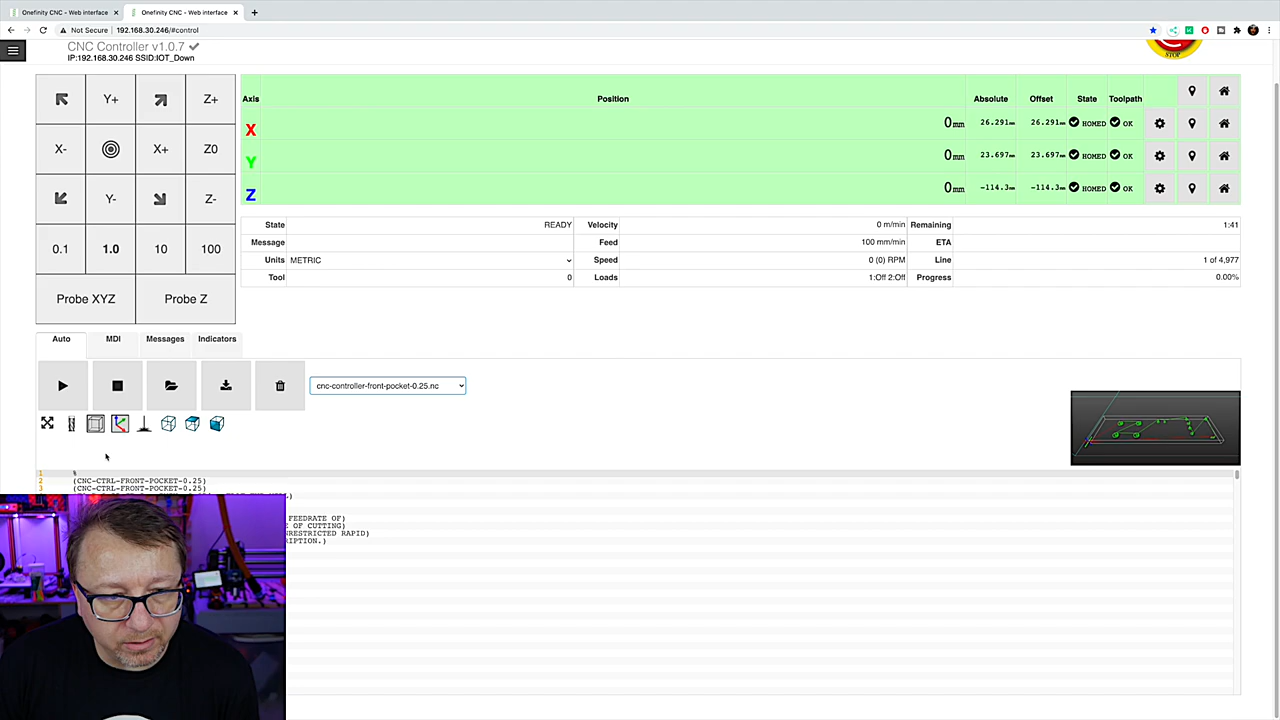 Onefinity CNC - Web interface
Onefinity CNC - Web interface
Not Secure 192.168.30.246/#control
CNC Controller v1.0.7
IP:192.168.30.246 SSID:IOT_Down
STOP
Y+ Z+
X- X+ Z0
Y- Z-
0.1 1.0 10 100
Probe XYZ Probe Z
Axis Position Absolute Offset State Toolpath
X 0mm 26.291mm 26.291mm HOMED OK
Y 0mm 23.697mm 23.697mm HOMED OK
Z 0mm -114.3mm -114.3mm HOMED OK
State READY Velocity 0 m/min Remaining 1:41
Message Feed 100 mm/min ETA
Units METRIC Speed 0 (0) RPM Line 1 of 4,977
Tool 0 Loads 1:Off 2:Off Progress 0.00%
Auto MDI Messages Indicators
cnc-controller-front-pocket-0.25.nc
1 %
2 (CNC-CTRL-FRONT-POCKET-0.25)
3 (CNC-CTRL-FRONT-POCKET-0.25)
FEEDRATE OF)
E OF CUTTING)
NRESTRICTED RAPID)
RIPTION.)